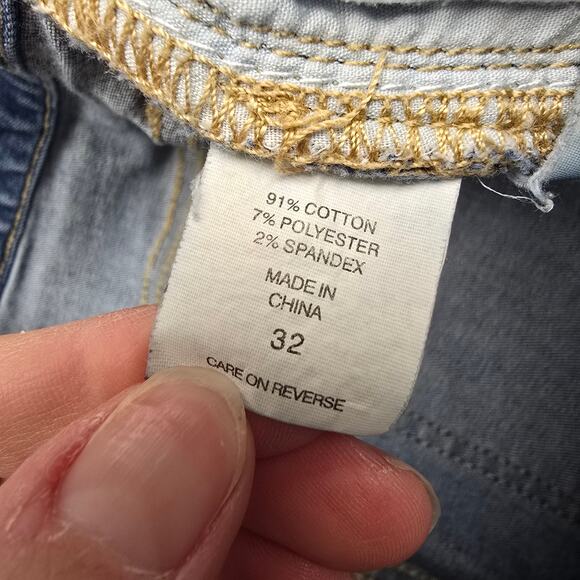 91% COTTON
7% POLYESTER
2% SPANDEX
MADE IN
CHINA
32
CARE ON REVERSE